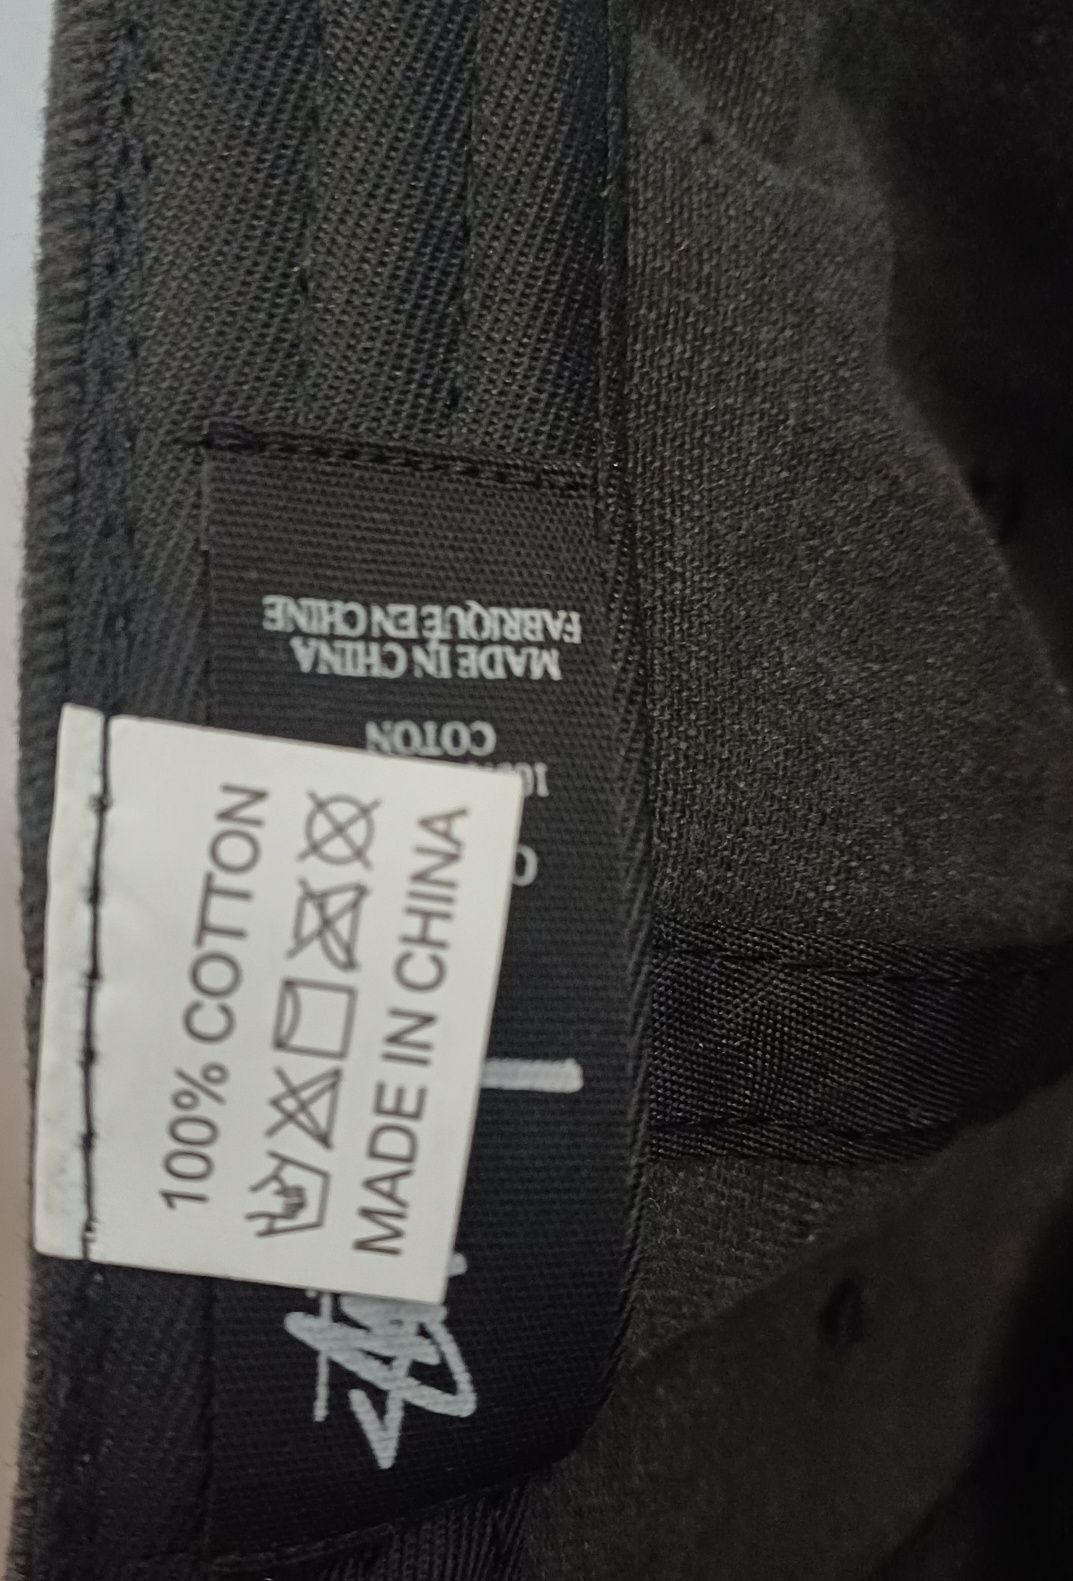 100% COTTON
MADE IN CHINA
COTON
MADE IN CHINA
FABRIQUÉ EN CHINE